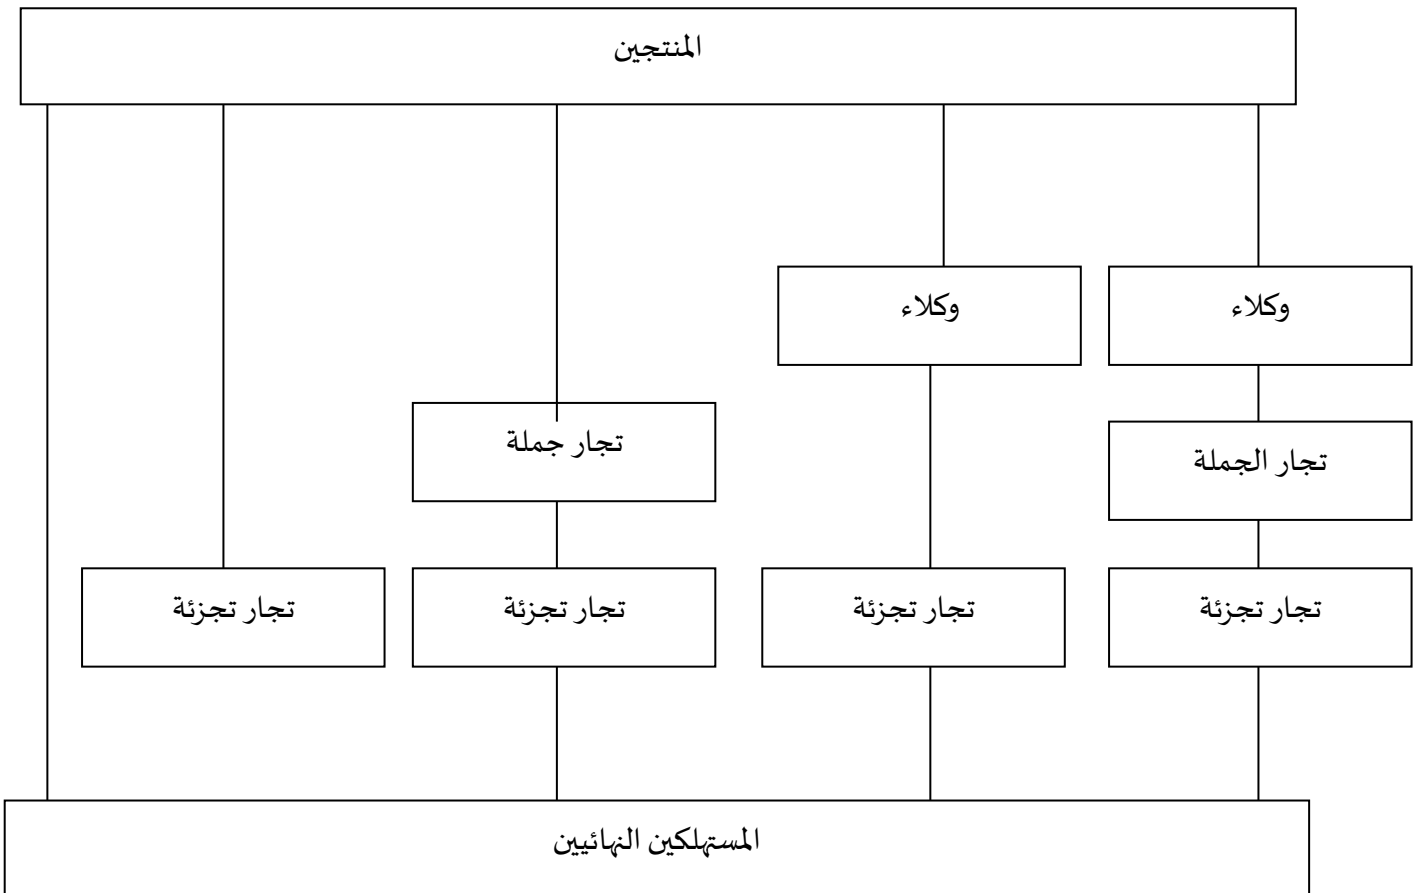 المنتجين
وكلاء
وكلاء
تجار جملة
تجار الجملة
تجار تجزئة
تجار تجزئة
تجار تجزئة
تجار تجزئة
المستهلكين النهائيين